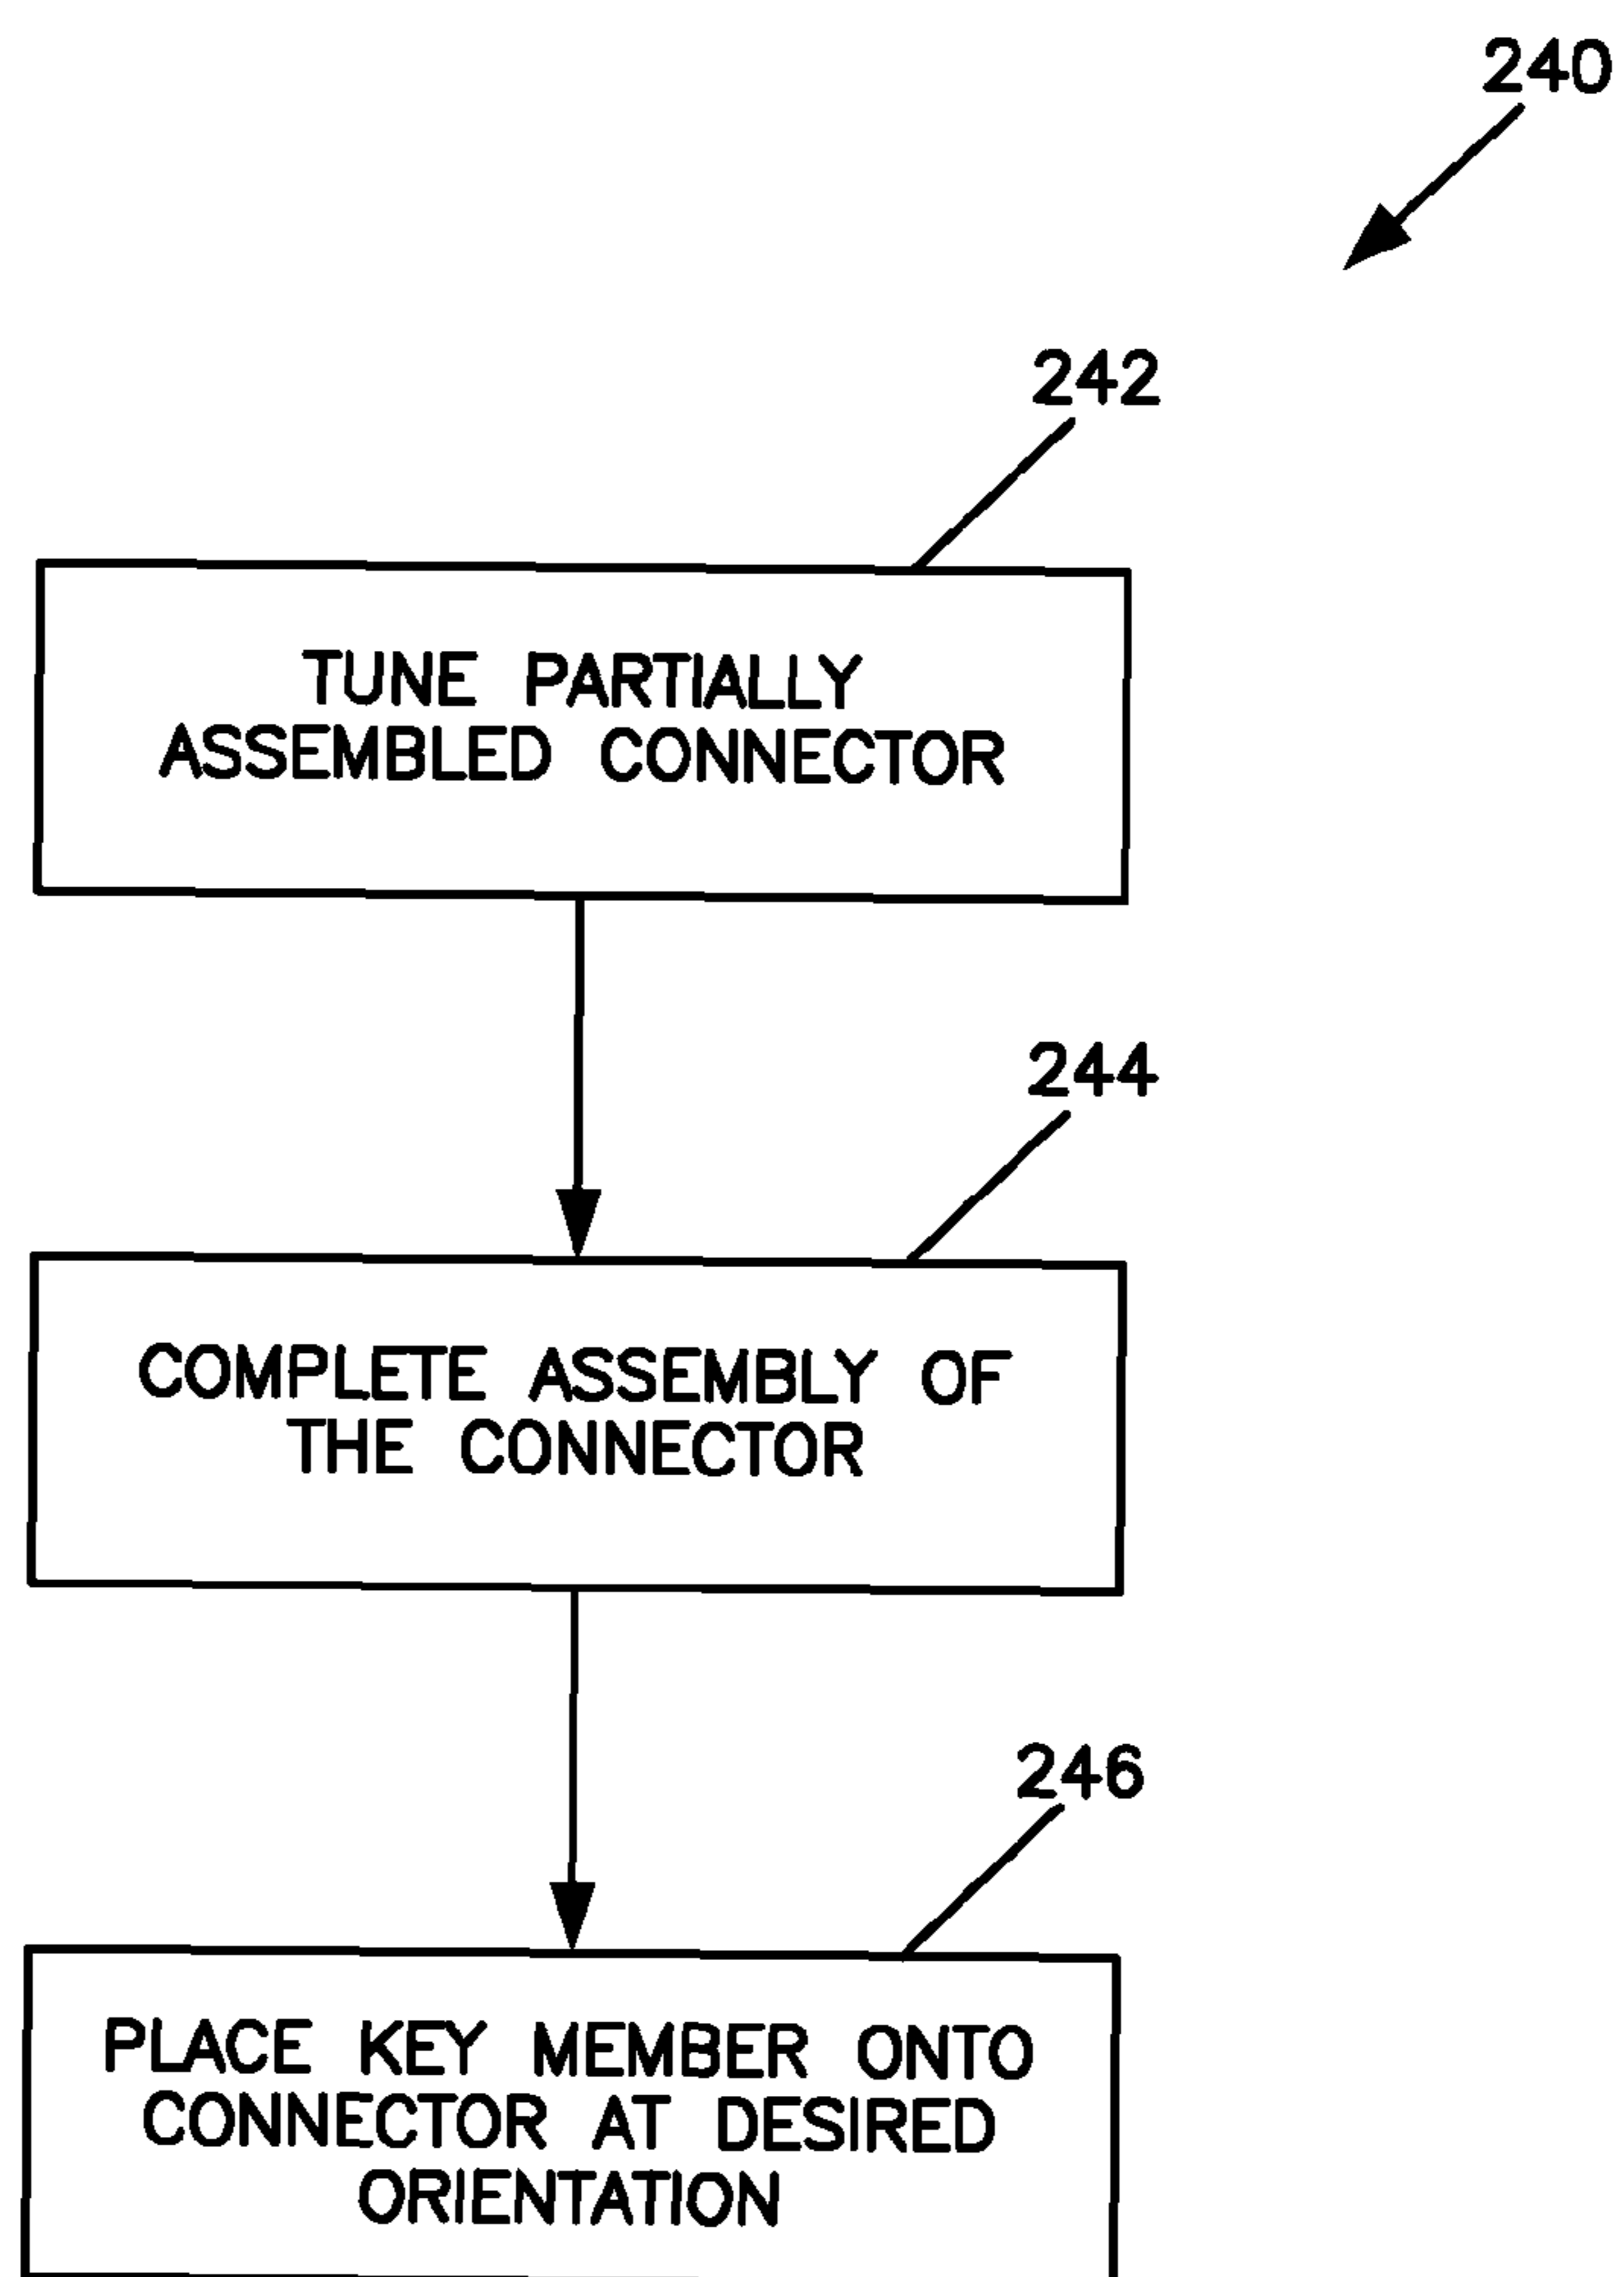 240
242
TUNE PARTIALLY
ASSEMBLED CONNECTOR
244
COMPLETE ASSEMBLY OF
THE CONNECTOR
246
PLACE KEY MEMBER ONTO
CONNECTOR AT DESIRED
ORIENTATION